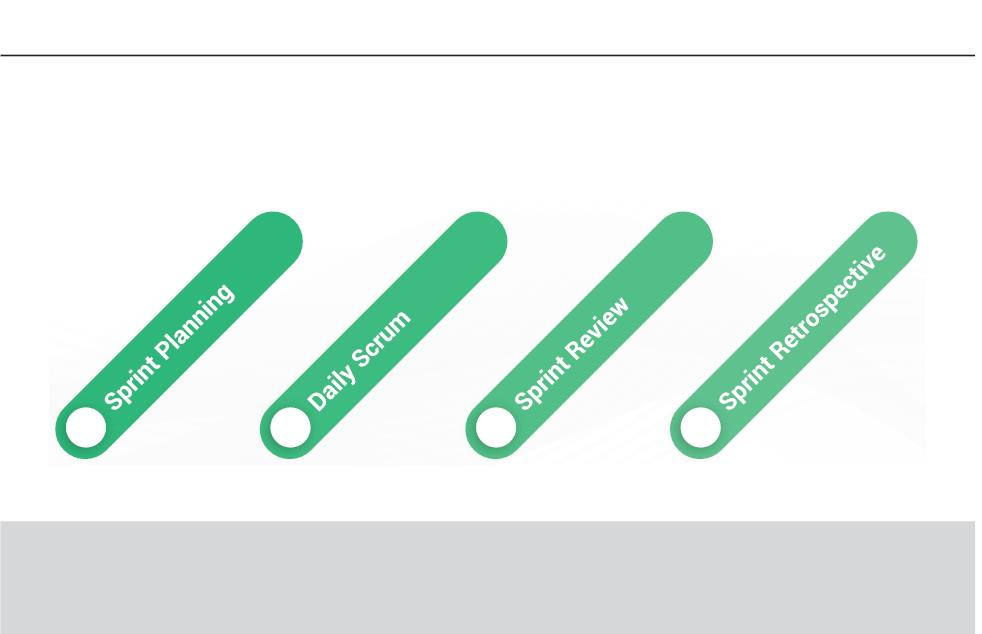 Sprint Planning
Daily Scrum
Sprint Review
Sprint Retrospective